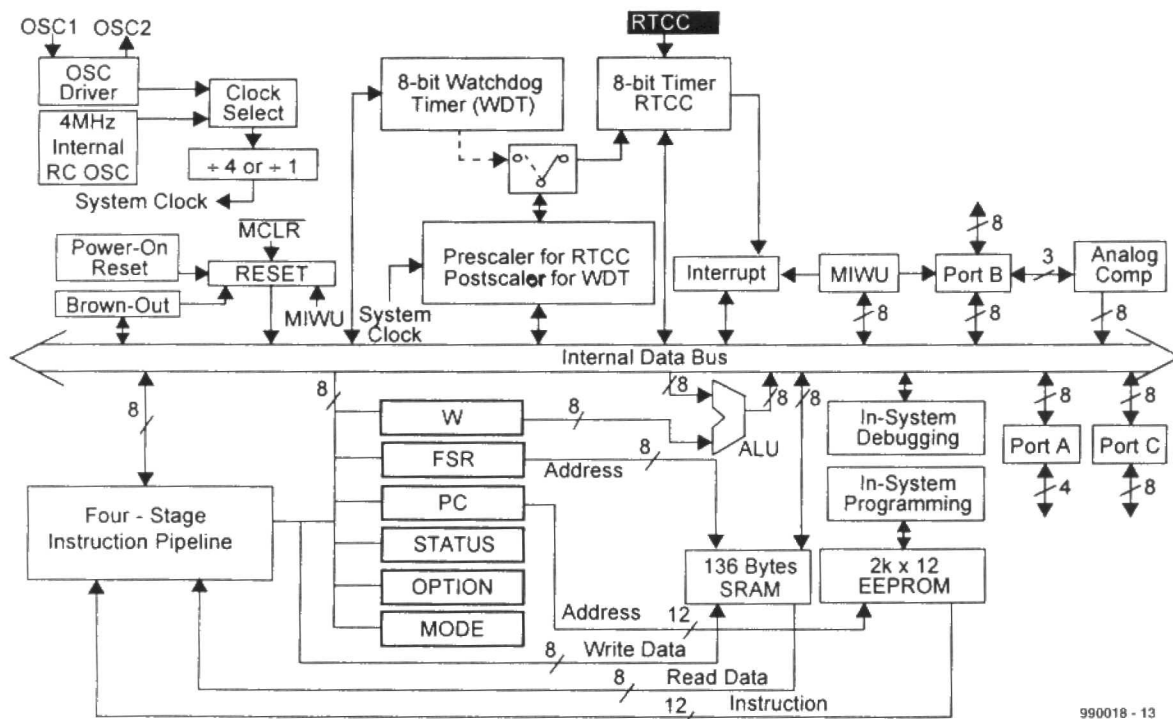 OSC1 OSC2
RTCC
OSC
Driver
Clock
Select
4MHz
Internal
RC OSC
÷ 4 or ÷ 1
System Clock
8-bit Watchdog
Timer (WDT)
8-bit Timer
RTCC
MCLR
Power-On
Reset
RESET
Brown-Out
MIWU
System
Clock
Prescaler for RTCC
Postscaler for WDT
Interrupt
MIWU
8
Port B
3
Analog
Comp
8
8
8
Internal Data Bus
8
8
8
8
8
8
8
W
8
ALU
FSR
Address
8
PC
STATUS
OPTION
MODE
In-System
Debugging
Port A
Port C
In-System
Programming
4
8
Four - Stage
Instruction Pipeline
136 Bytes
SRAM
2k x 12
EEPROM
Address
12
8
Write Data
8
Read Data
12
Instruction
990018 - 13